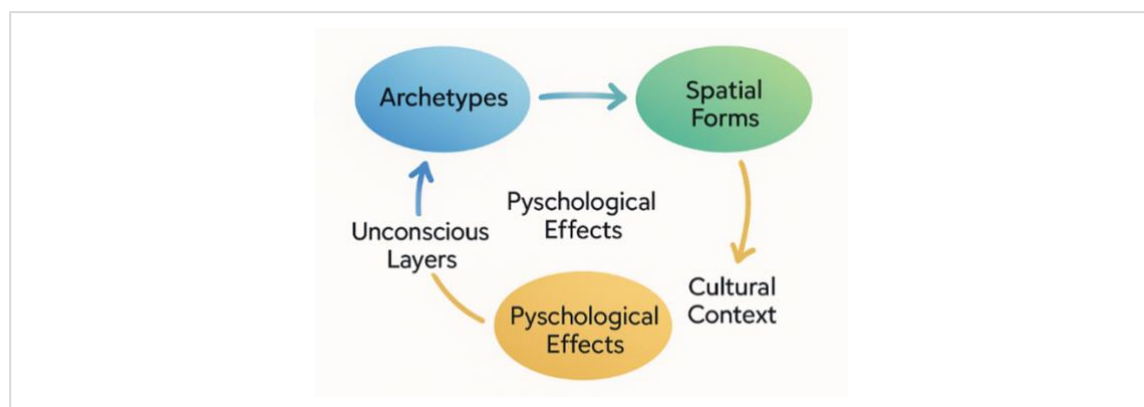 Archetypes
Spatial
Forms
Pyschological
Effects
Unconscious
Layers
Cultural
Context
Pyschological
Effects